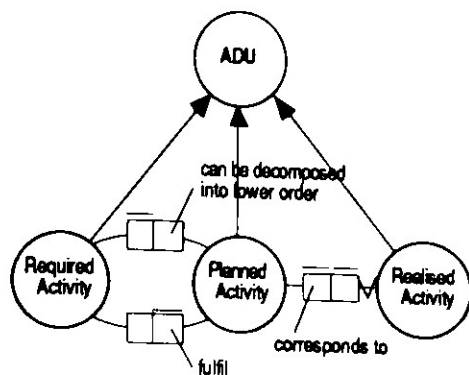 ADU
can be decomposed
into lower order
Required
Activity
Planned
Activity
Realised
Activity
corresponds to
fulfil